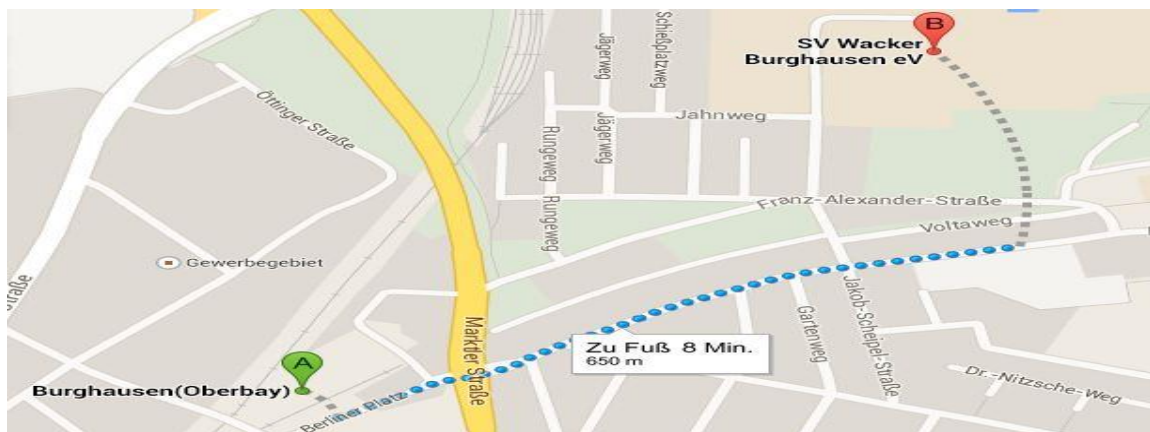 B
SV Wacker
Burghausen eV
Jägerweg
Schießplatzweg
Öttinger Straße
Jahnweg
Rungeweg
Jägerweg
Franz-Alexander-Straße
Rungeweg
Voltaweg
Gewerbegebiet
Straße
Marktler Straße
Jakob-Scheipel-Straße
Gartenweg
Zu Fuß 8 Min.
650 m
A
Burghausen(Oberbay)
Berliner Platz
Dr.-Nitzsche-Weg